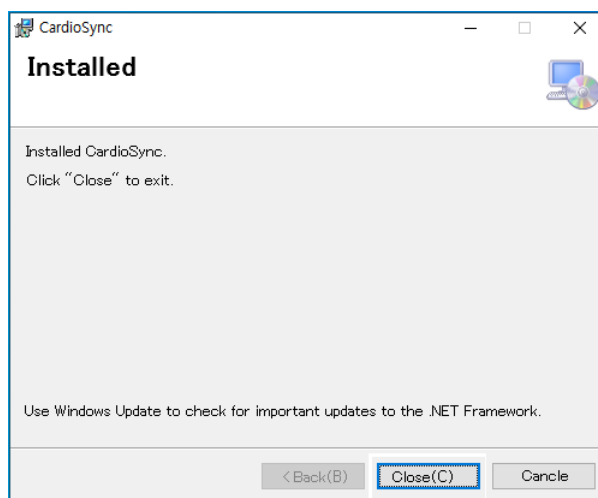 CardioSync
Installed
Installed CardioSync.
Click "Close" to exit.
Use Windows Update to check for important updates to the .NET Framework.
<Back(B)
Close(C)
Cancle